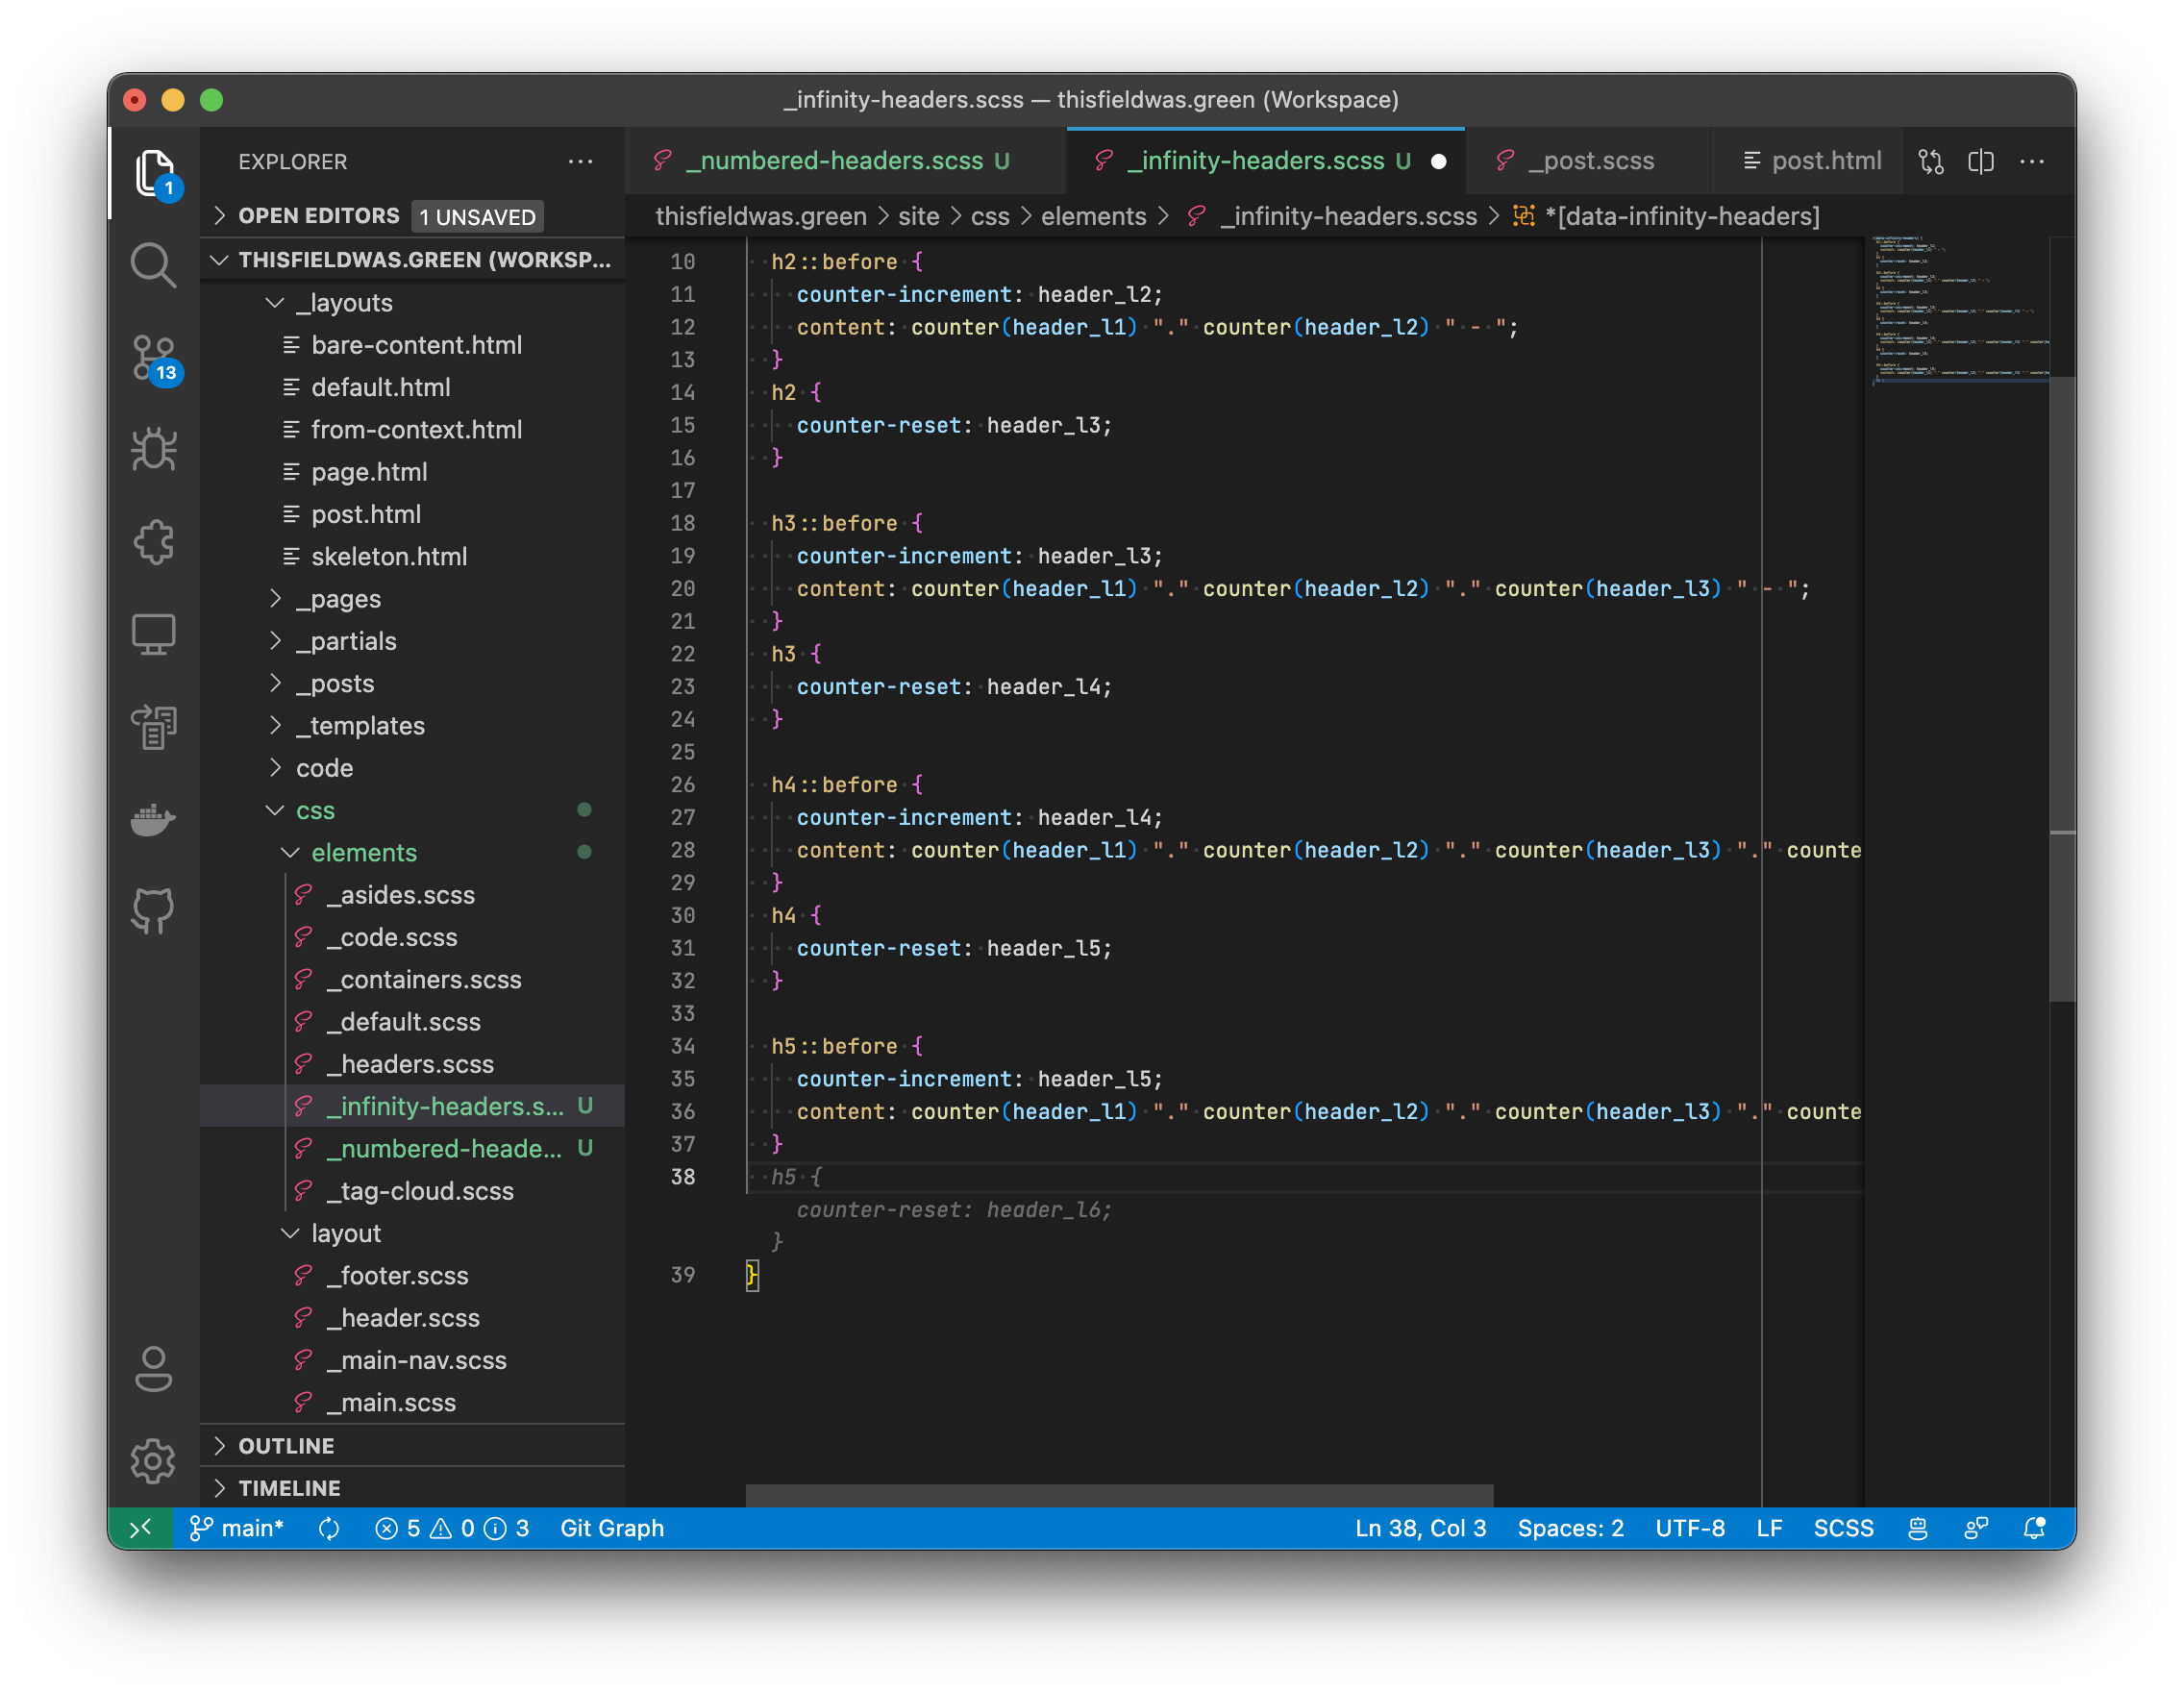 _infinity-headers.scss — thisfieldwas.green (Workspace)
EXPLORER
OPEN EDITORS 1 UNSAVED
THISFIELDWAS.GREEN (WORKSP...
_layouts
bare-content.html
default.html
from-context.html
page.html
post.html
skeleton.html
_pages
_partials
_posts
_templates
code
css
elements
_asides.scss
_code.scss
_containers.scss
_default.scss
_headers.scss
_infinity-headers.s... U
_numbered-heade... U
_tag-cloud.scss
layout
_footer.scss
_header.scss
_main-nav.scss
_main.scss
OUTLINE
TIMELINE
1
13
_numbered-headers.scss U _infinity-headers.scss U _post.scss post.html
thisfieldwas.green > site > css > elements > _infinity-headers.scss > *[data-infinity-headers]
10 h2::before {
11 counter-increment: header_l2;
12 content: counter(header_l1) "." counter(header_l2) " - ";
13 }
14 h2 {
15 counter-reset: header_l3;
16 }
17
18 h3::before {
19 counter-increment: header_l3;
20 content: counter(header_l1) "." counter(header_l2) "." counter(header_l3) " - ";
21 }
22 h3 {
23 counter-reset: header_l4;
24 }
25
26 h4::before {
27 counter-increment: header_l4;
28 content: counter(header_l1) "." counter(header_l2) "." counter(header_l3) "." counte
29 }
30 h4 {
31 counter-reset: header_l5;
32 }
33
34 h5::before {
35 counter-increment: header_l5;
36 content: counter(header_l1) "." counter(header_l2) "." counter(header_l3) "." counte
37 }
38 h5 {
counter-reset: header_l6;
}
39 }
main* 5 0 3 Git Graph Ln 38, Col 3 Spaces: 2 UTF-8 LF SCSS